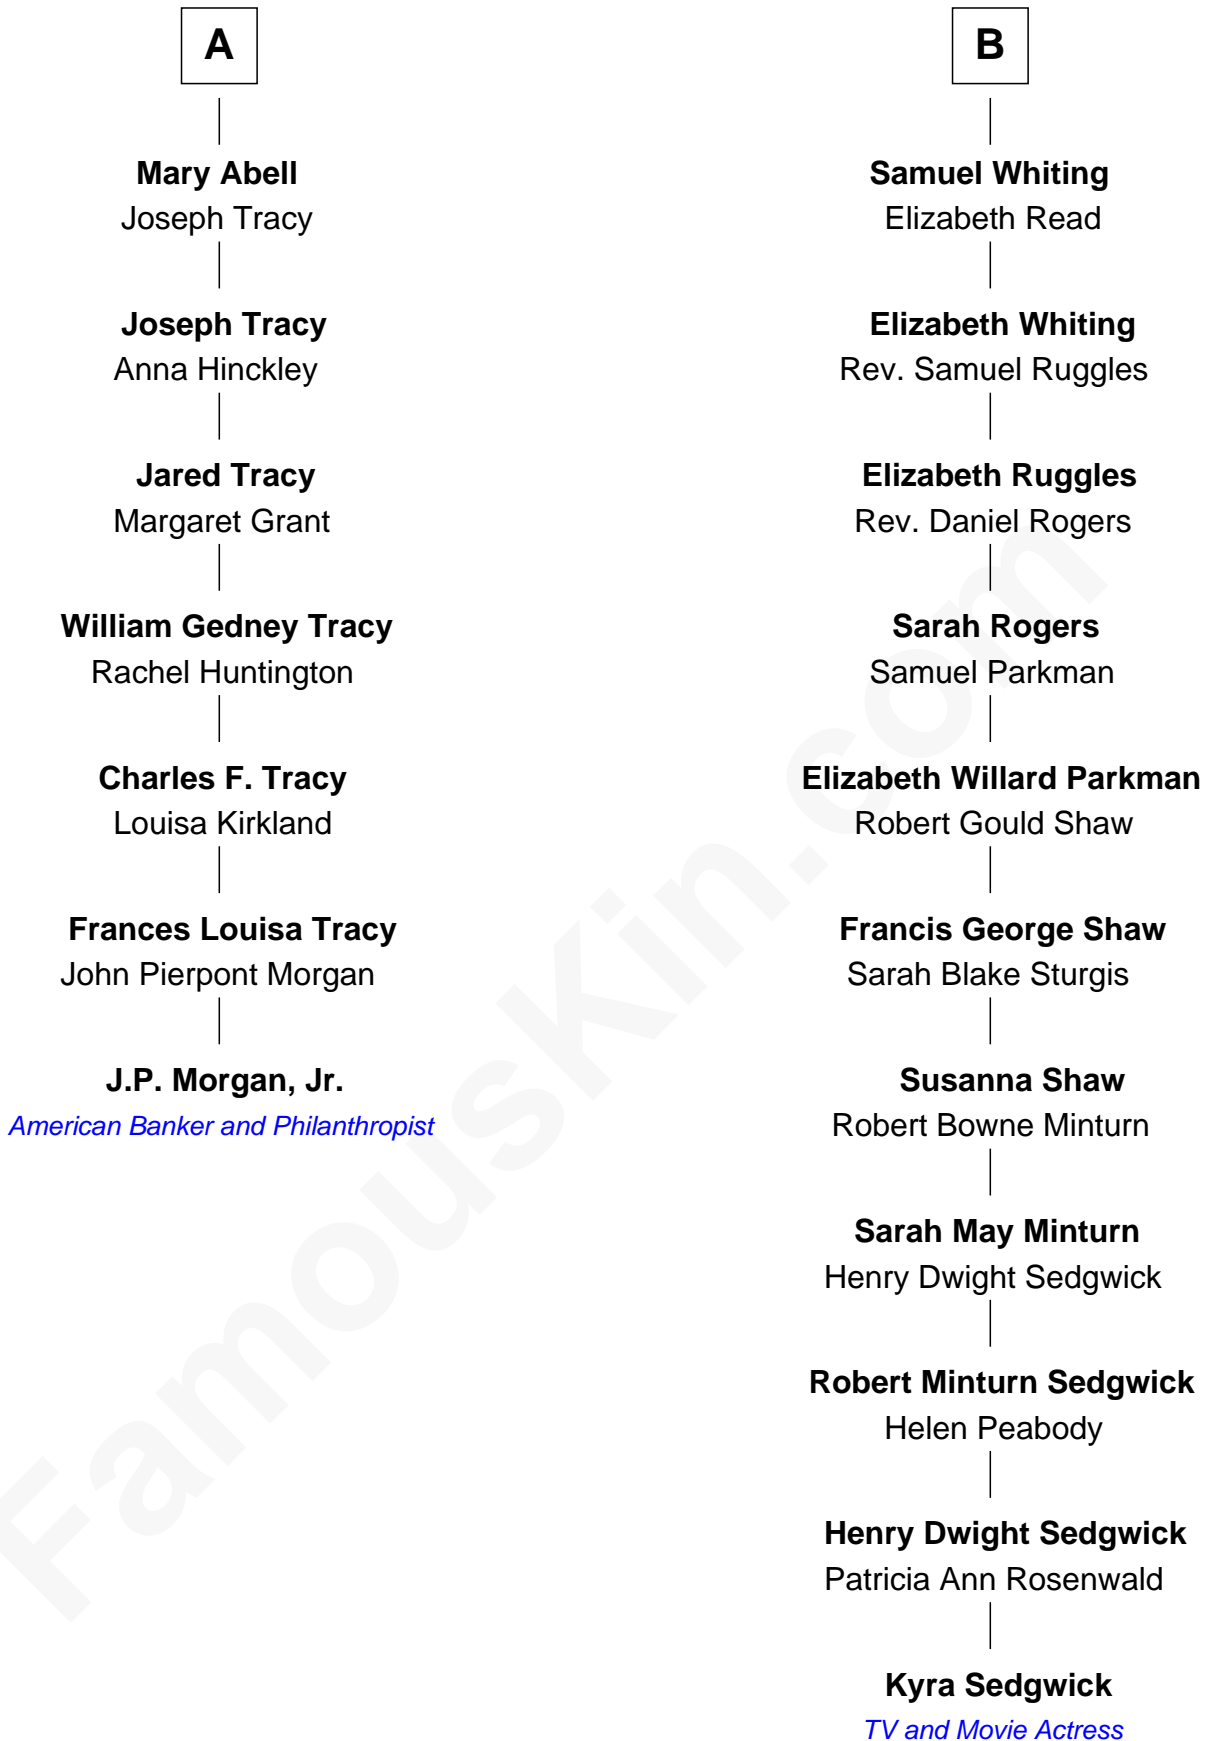 A
Mary Abell
Joseph Tracy
Joseph Tracy
Anna Hinckley
Jared Tracy
Margaret Grant
William Gedney Tracy
Rachel Huntington
Charles F. Tracy
Louisa Kirkland
Frances Louisa Tracy
John Pierpont Morgan
J.P. Morgan, Jr.
American Banker and Philanthropist
B
Samuel Whiting
Elizabeth Read
Elizabeth Whiting
Rev. Samuel Ruggles
Elizabeth Ruggles
Rev. Daniel Rogers
Sarah Rogers
Samuel Parkman
Elizabeth Willard Parkman
Robert Gould Shaw
Francis George Shaw
Sarah Blake Sturgis
Susanna Shaw
Robert Bowne Minturn
Sarah May Minturn
Henry Dwight Sedgwick
Robert Minturn Sedgwick
Helen Peabody
Henry Dwight Sedgwick
Patricia Ann Rosenwald
Kyra Sedgwick
TV and Movie Actress
FamousKin.com